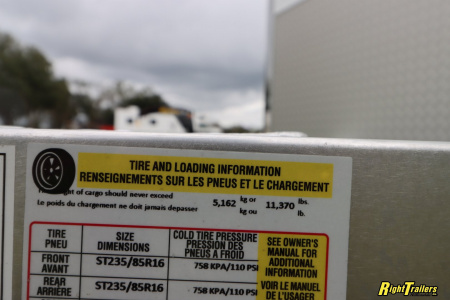 TIRE AND LOADING INFORMATION
RENSEIGNEMENTS SUR LES PNEUS ET LE CHARGEMENT
of cargo should never exceed 5,162 kg or 11,370 lbs.
Le poids du chargement ne doit jamais depasser kg ou lb.
TIRE PNEU
SIZE DIMENSIONS
COLD TIRE PRESSURE
PRESSION DES PNEUS A FROID
SEE OWNER'S MANUAL FOR ADDITIONAL INFORMATION
VOIR LE MANUEL DE L'USAGER
FRONT AVANT
ST235/85R16
758 KPA/110 PSI
REAR ARRIÈRE
ST235/85R16
758 KPA/110 PSI
RightTrailers